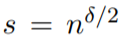 s = n^{δ/2}